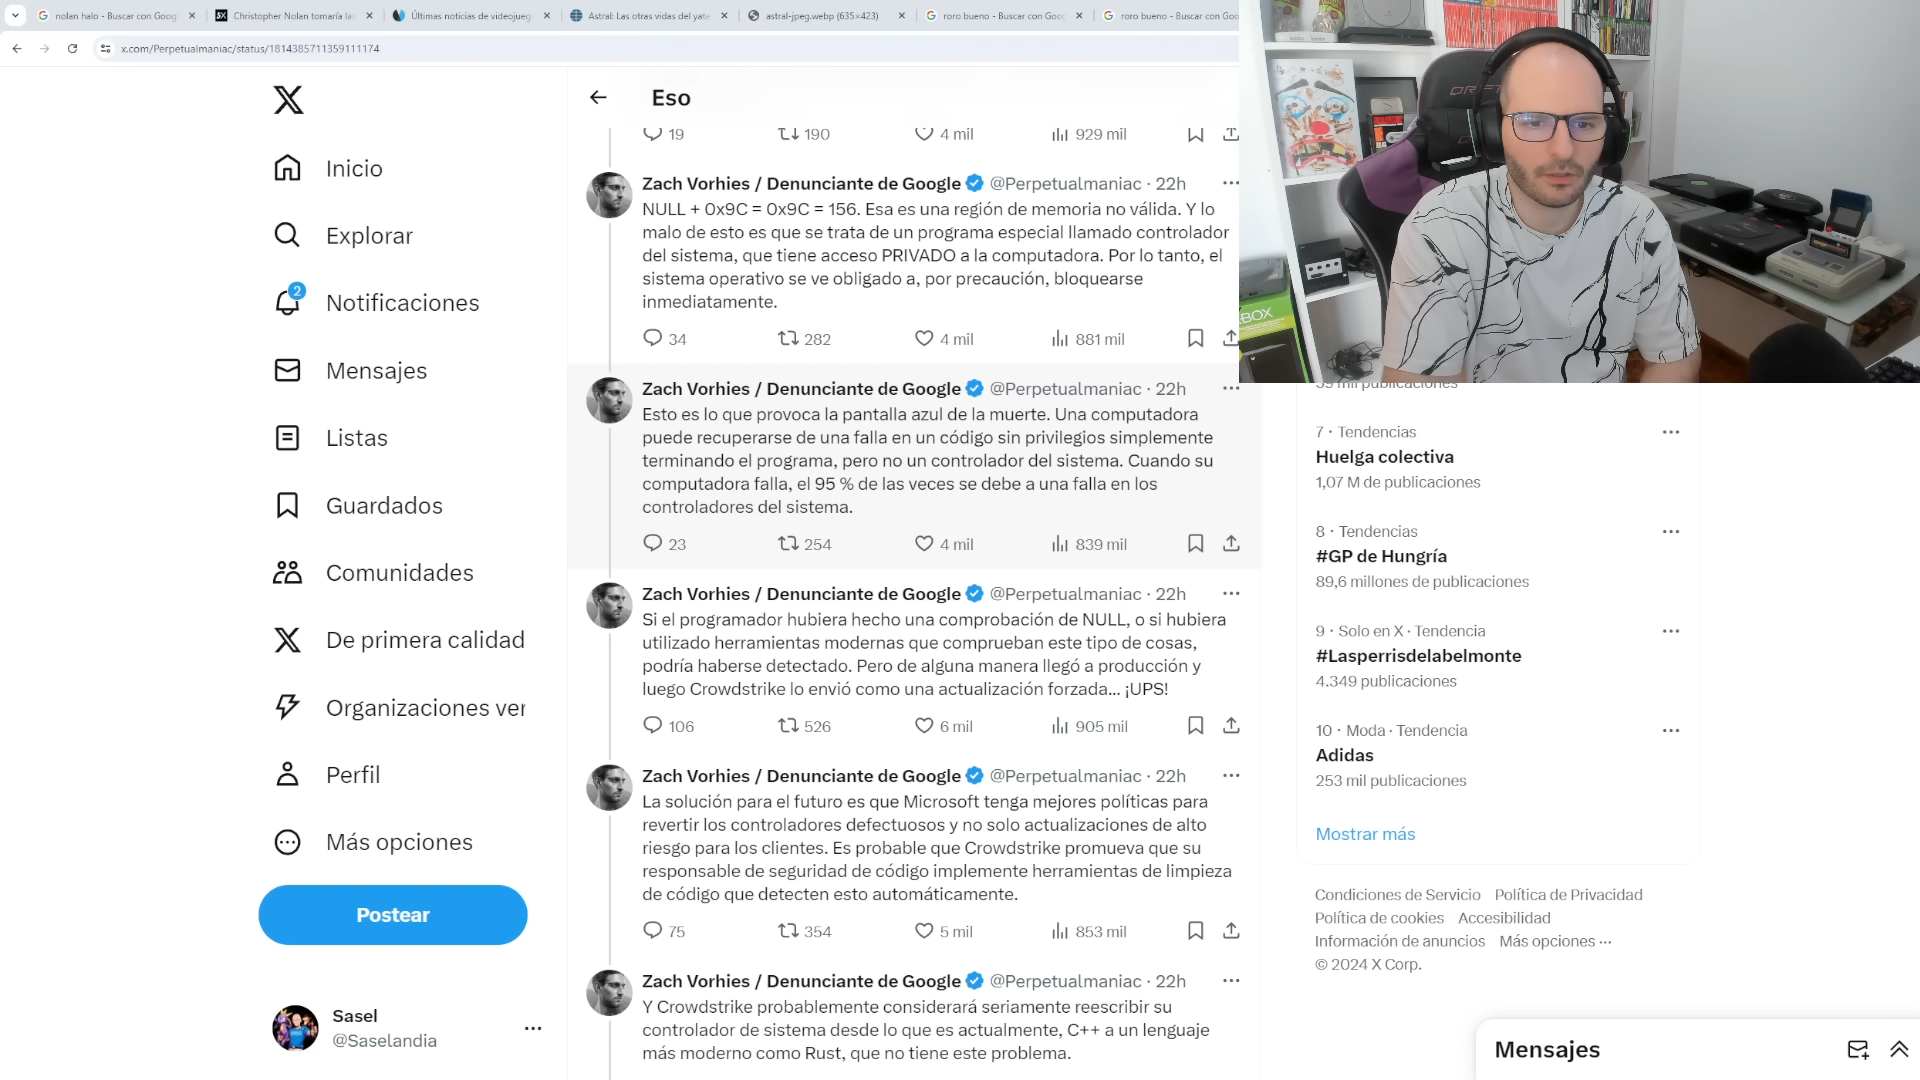 nolan halo - Buscar con Goog
Christopher Nolan tomaría las
Últimas noticias de videojueg
Astral: Las otras vidas del yate
astral-jpeg.webp (635×423)
roro bueno - Buscar con Goog
roro bueno - Buscar con Goo
x.com/Perpetualmaniac/status/1814385711359111174
Eso
19 190 4 mil 929 mil
Inicio
Explorar
2
Notificaciones
Mensajes
Listas
Guardados
Comunidades
De primera calidad
Organizaciones ver
Perfil
Más opciones
Postear
Sasel
@Saselandia
Zach Vorhies / Denunciante de Google @Perpetualmaniac · 22h
NULL + 0x9C = 0x9C = 156. Esa es una región de memoria no válida. Y lo
malo de esto es que se trata de un programa especial llamado controlador
del sistema, que tiene acceso PRIVADO a la computadora. Por lo tanto, el
sistema operativo se ve obligado a, por precaución, bloquearse
inmediatamente.
34 282 4 mil 881 mil
Zach Vorhies / Denunciante de Google @Perpetualmaniac · 22h
Esto es lo que provoca la pantalla azul de la muerte. Una computadora
puede recuperarse de una falla en un código sin privilegios simplemente
terminando el programa, pero no un controlador del sistema. Cuando su
computadora falla, el 95 % de las veces se debe a una falla en los
controladores del sistema.
23 254 4 mil 839 mil
Zach Vorhies / Denunciante de Google @Perpetualmaniac · 22h
Si el programador hubiera hecho una comprobación de NULL, o si hubiera
utilizado herramientas modernas que comprueban este tipo de cosas,
podría haberse detectado. Pero de alguna manera llegó a producción y
luego Crowdstrike lo envió como una actualización forzada... ¡UPS!
106 526 6 mil 905 mil
Zach Vorhies / Denunciante de Google @Perpetualmaniac · 22h
La solución para el futuro es que Microsoft tenga mejores políticas para
revertir los controladores defectuosos y no solo actualizaciones de alto
riesgo para los clientes. Es probable que Crowdstrike promueva que su
responsable de seguridad de código implemente herramientas de limpieza
de código que detecten esto automáticamente.
75 354 5 mil 853 mil
Zach Vorhies / Denunciante de Google @Perpetualmaniac · 22h
Y Crowdstrike probablemente considerará seriamente reescribir su
controlador de sistema desde lo que es actualmente, C++ a un lenguaje
más moderno como Rust, que no tiene este problema.
XBOX
59 mil publicaciones
7 · Tendencias
Huelga colectiva
1,07 M de publicaciones
8 · Tendencias
#GP de Hungría
89,6 millones de publicaciones
9 · Solo en X · Tendencia
#Lasperrisdelabelmonte
4.349 publicaciones
10 · Moda · Tendencia
Adidas
253 mil publicaciones
Mostrar más
Condiciones de Servicio Política de Privacidad
Política de cookies Accesibilidad
Información de anuncios Más opciones ···
© 2024 X Corp.
Mensajes